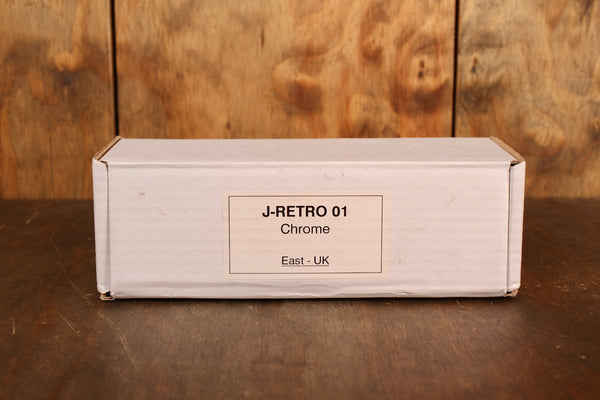 J-RETRO 01
Chrome
East - UK